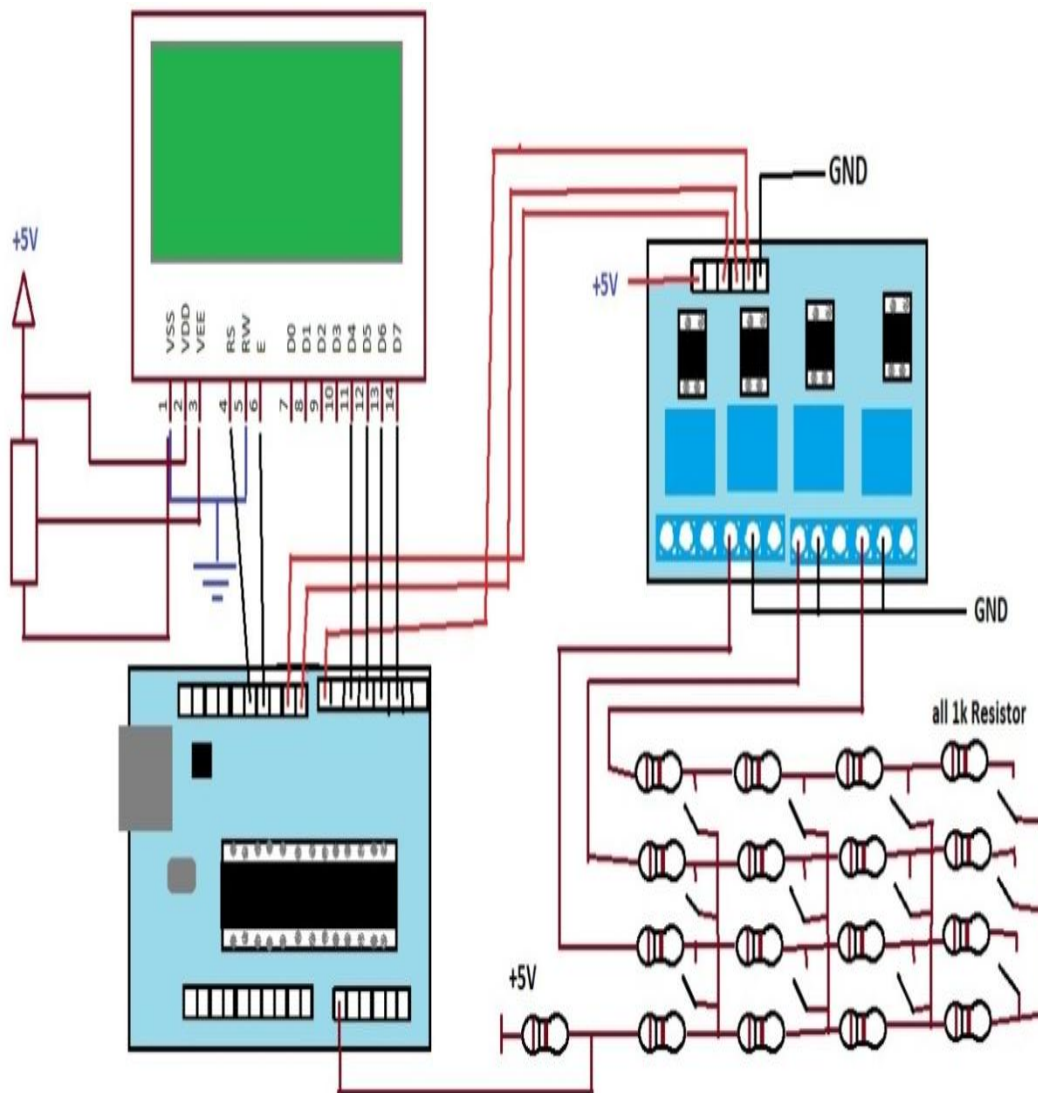 GND
+5V
+5V
VSS
VDD
VEE
RS
RW
E
D0
D1
D2
D3
D4
D5
D6
D7
1
2
3
4
5
6
7
8
9
10
11
12
13
14
GND
all 1k Resistor
+5V